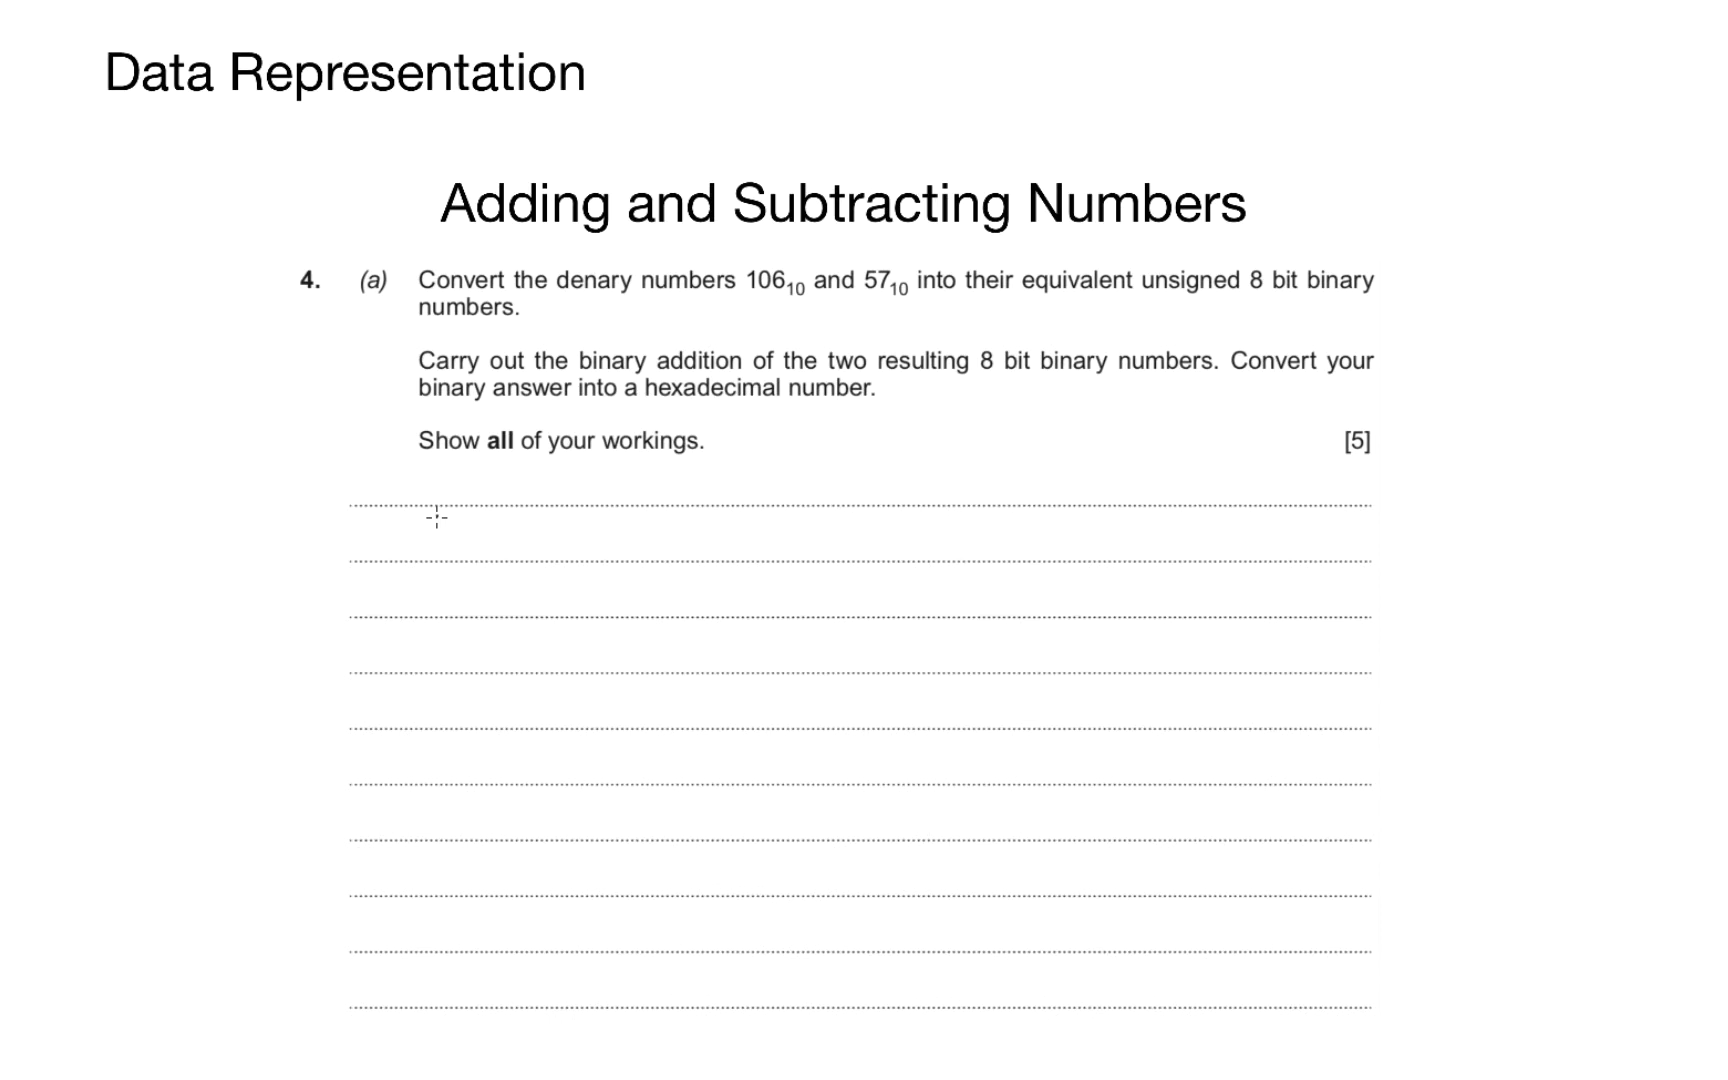 Data Representation
Adding and Subtracting Numbers
4. (a) Convert the denary numbers 106₁₀ and 57₁₀ into their equivalent unsigned 8 bit binary
numbers.
Carry out the binary addition of the two resulting 8 bit binary numbers. Convert your
binary answer into a hexadecimal number.
Show all of your workings. [5]